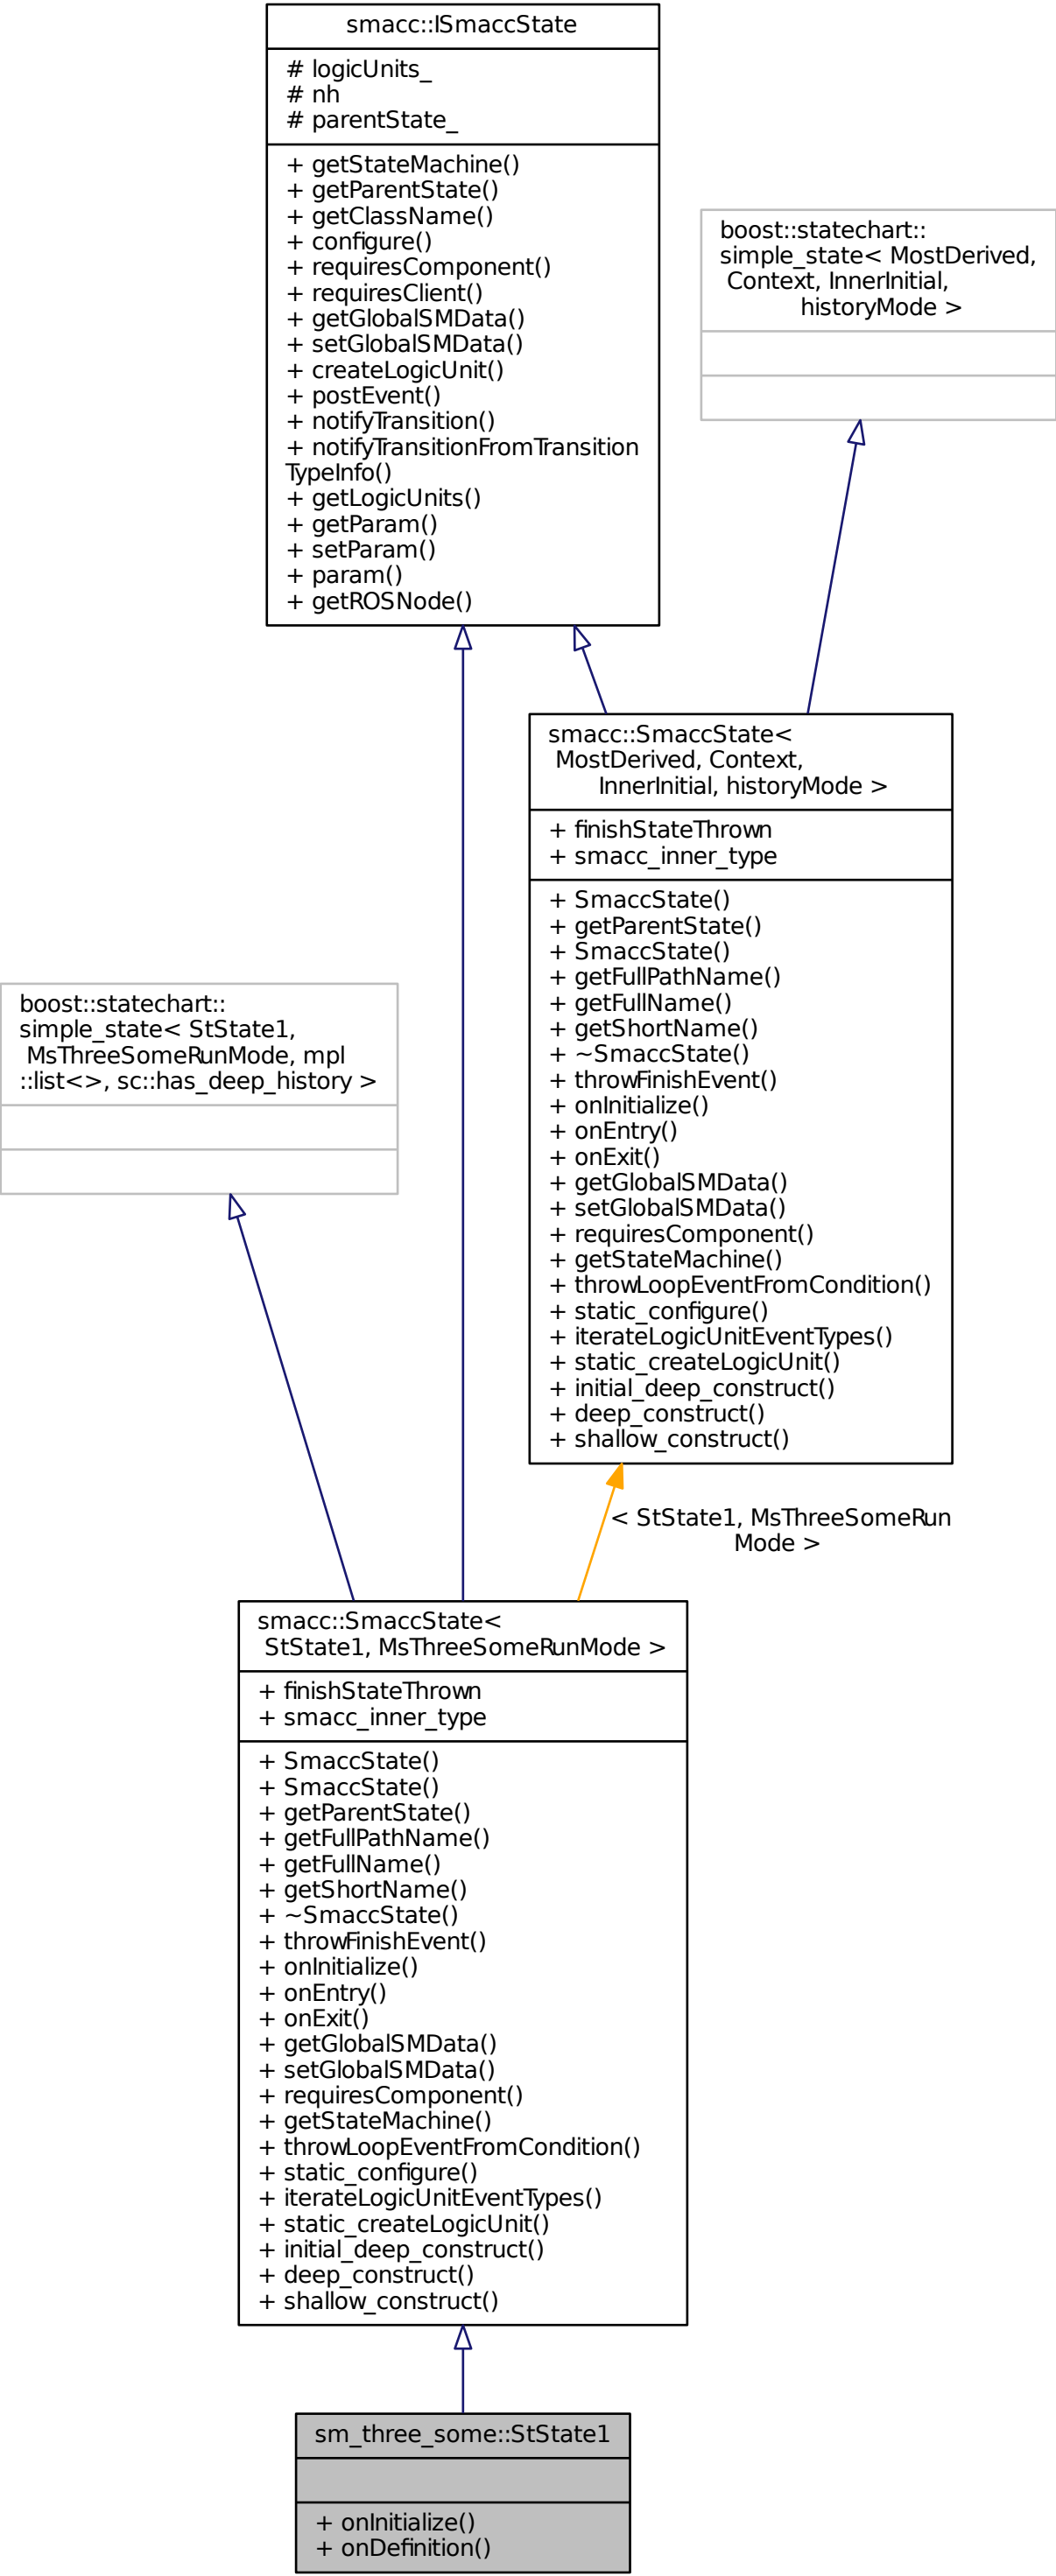 smacc::ISmaccState
# logicUnits_
# nh
# parentState_
+ getStateMachine()
+ getParentState()
+ getClassName()
+ configure()
+ requiresComponent()
+ requiresClient()
+ getGlobalSMData()
+ setGlobalSMData()
+ createLogicUnit()
+ postEvent()
+ notifyTransition()
+ notifyTransitionFromTransition
TypeInfo()
+ getLogicUnits()
+ getParam()
+ setParam()
+ param()
+ getROSNode()
boost::statechart::
simple_state< MostDerived,
Context, InnerInitial,
historyMode >
smacc::SmaccState<
MostDerived, Context,
InnerInitial, historyMode >
+ finishStateThrown
+ smacc_inner_type
+ SmaccState()
+ getParentState()
+ SmaccState()
+ getFullPathName()
+ getFullName()
+ getShortName()
+ ~SmaccState()
+ throwFinishEvent()
+ onInitialize()
+ onEntry()
+ onExit()
+ getGlobalSMData()
+ setGlobalSMData()
+ requiresComponent()
+ getStateMachine()
+ throwLoopEventFromCondition()
+ static_configure()
+ iterateLogicUnitEventTypes()
+ static_createLogicUnit()
+ initial_deep_construct()
+ deep_construct()
+ shallow_construct()
boost::statechart::
simple_state< StState1,
MsThreeSomeRunMode, mpl
::list<>, sc::has_deep_history >
< StState1, MsThreeSomeRun
Mode >
smacc::SmaccState<
StState1, MsThreeSomeRunMode >
+ finishStateThrown
+ smacc_inner_type
+ SmaccState()
+ SmaccState()
+ getParentState()
+ getFullPathName()
+ getFullName()
+ getShortName()
+ ~SmaccState()
+ throwFinishEvent()
+ onInitialize()
+ onEntry()
+ onExit()
+ getGlobalSMData()
+ setGlobalSMData()
+ requiresComponent()
+ getStateMachine()
+ throwLoopEventFromCondition()
+ static_configure()
+ iterateLogicUnitEventTypes()
+ static_createLogicUnit()
+ initial_deep_construct()
+ deep_construct()
+ shallow_construct()
sm_three_some::StState1
+ onInitialize()
+ onDefinition()